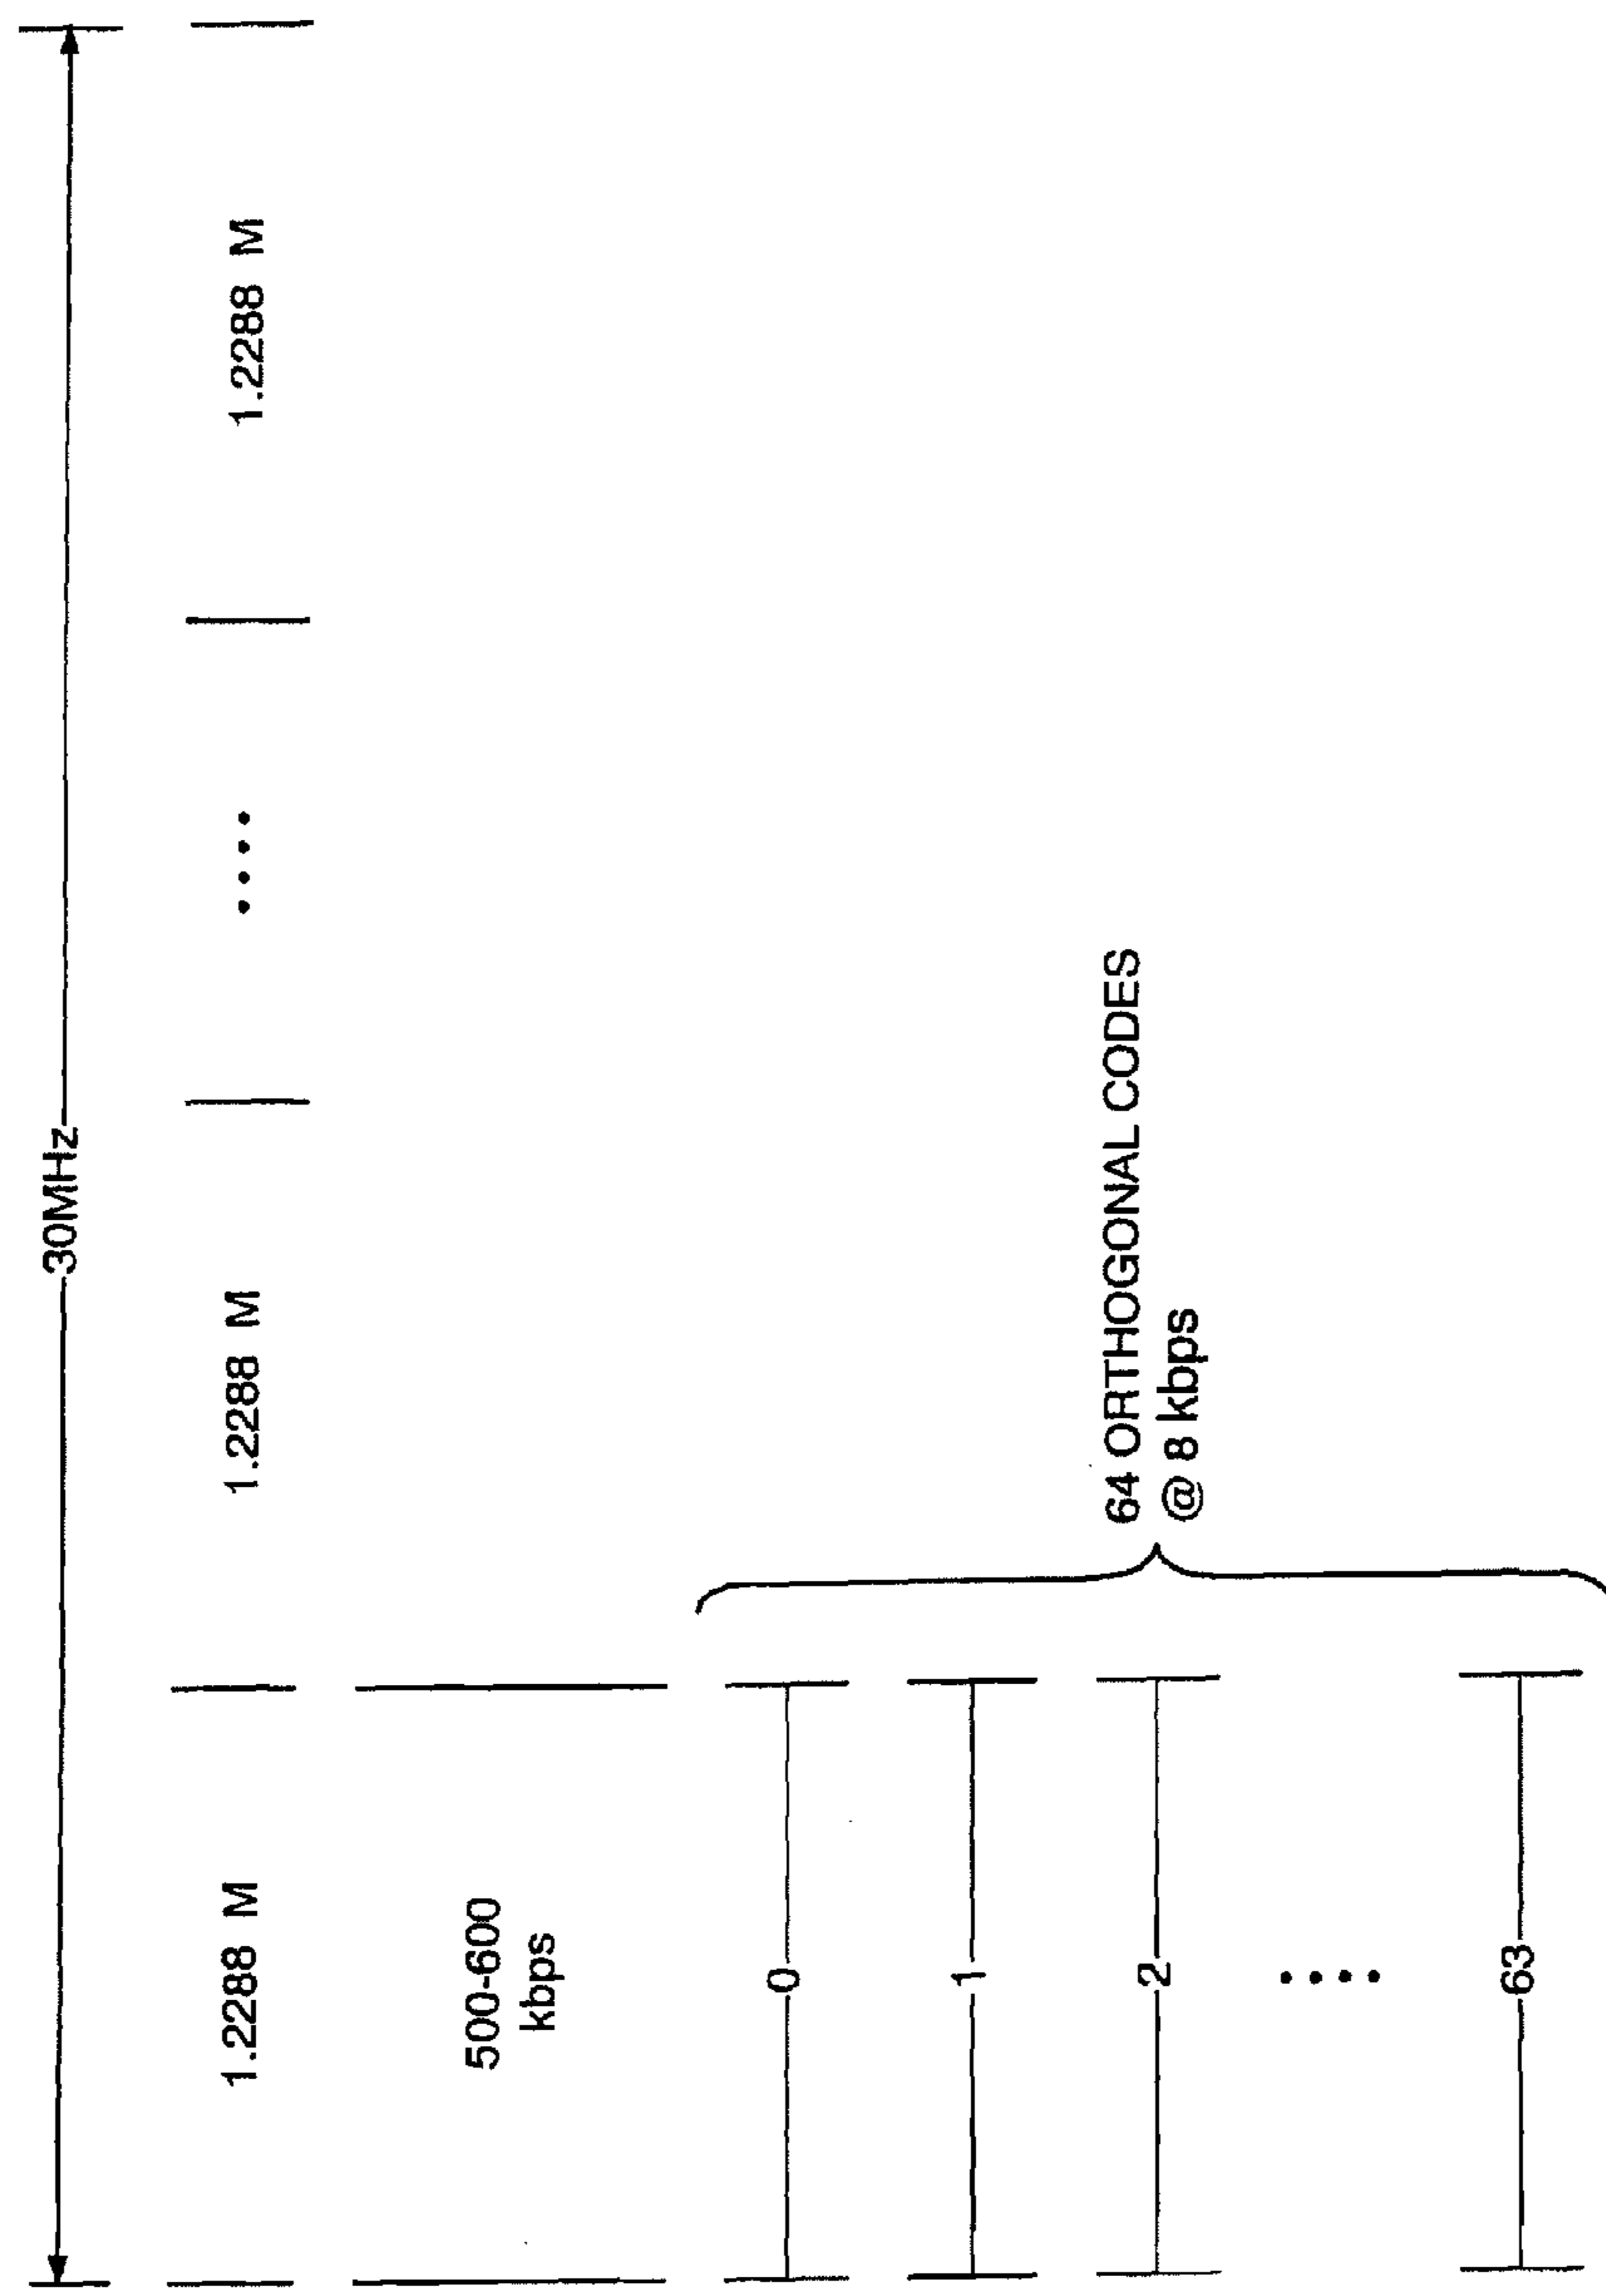 30MHz
1.2288 M
1.2288 M
....
1.2288 M
500-600
kbps
0
1
2
....
63
64 ORTHOGONAL CODES
@ 8 kbps